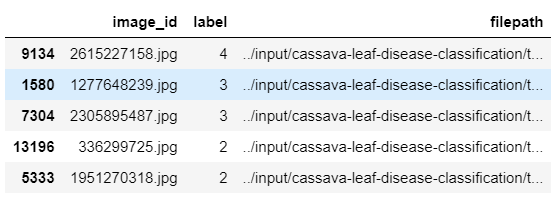 image_id label filepath
9134 2615227158.jpg 4 ../input/cassava-leaf-disease-classification/t...
1580 1277648239.jpg 3 ../input/cassava-leaf-disease-classification/t...
7304 2305895487.jpg 3 ../input/cassava-leaf-disease-classification/t...
13196 336299725.jpg 2 ../input/cassava-leaf-disease-classification/t...
5333 1951270318.jpg 2 ../input/cassava-leaf-disease-classification/t...